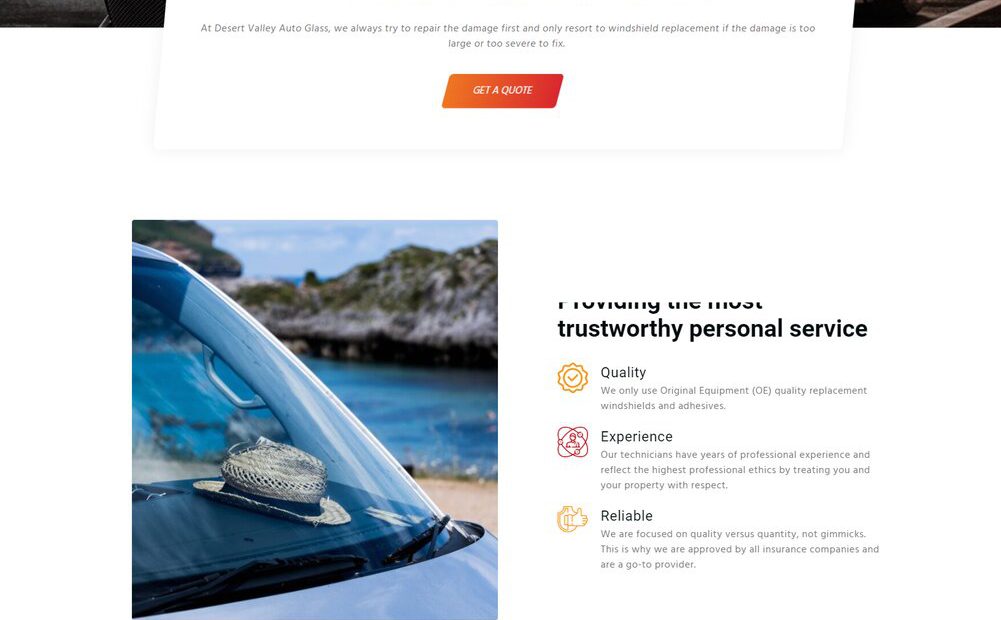 At Desert Valley Auto Glass, we always try to repair the damage first and only resort to windshield replacement if the damage is too
large or too severe to fix.
GET A QUOTE
Providing the most
trustworthy personal service
Quality
We only use Original Equipment (OE) quality replacement
windshields and adhesives.
Experience
Our technicians have years of professional experience and
reflect the highest professional ethics by treating you and
your property with respect.
Reliable
We are focused on quality versus quantity, not gimmicks.
This is why we are approved by all insurance companies and
are a go-to provider.